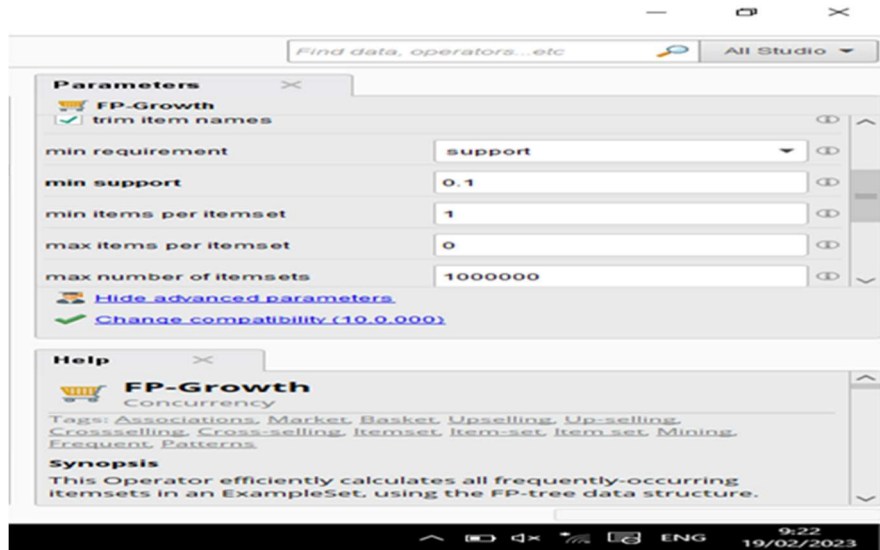 Find data, operators...etc
All Studio
Parameters
FP-Growth
trim item names
min requirement
support
min support
0.1
min items per itemset
1
max items per itemset
0
max number of itemsets
1000000
Hide advanced parameters
Change compatibility (10.0.000)
Help
FP-Growth
Concurrency
Tags: Associations, Market, Basket, Upselling, Up-selling,
Crossselling, Cross-selling, Itemset, Item-set, Item set, Mining,
Frequent, Patterns
Synopsis
This Operator efficiently calculates all frequently-occurring
itemsets in an ExampleSet, using the FP-tree data structure.
ENG
9:22
19/02/2023